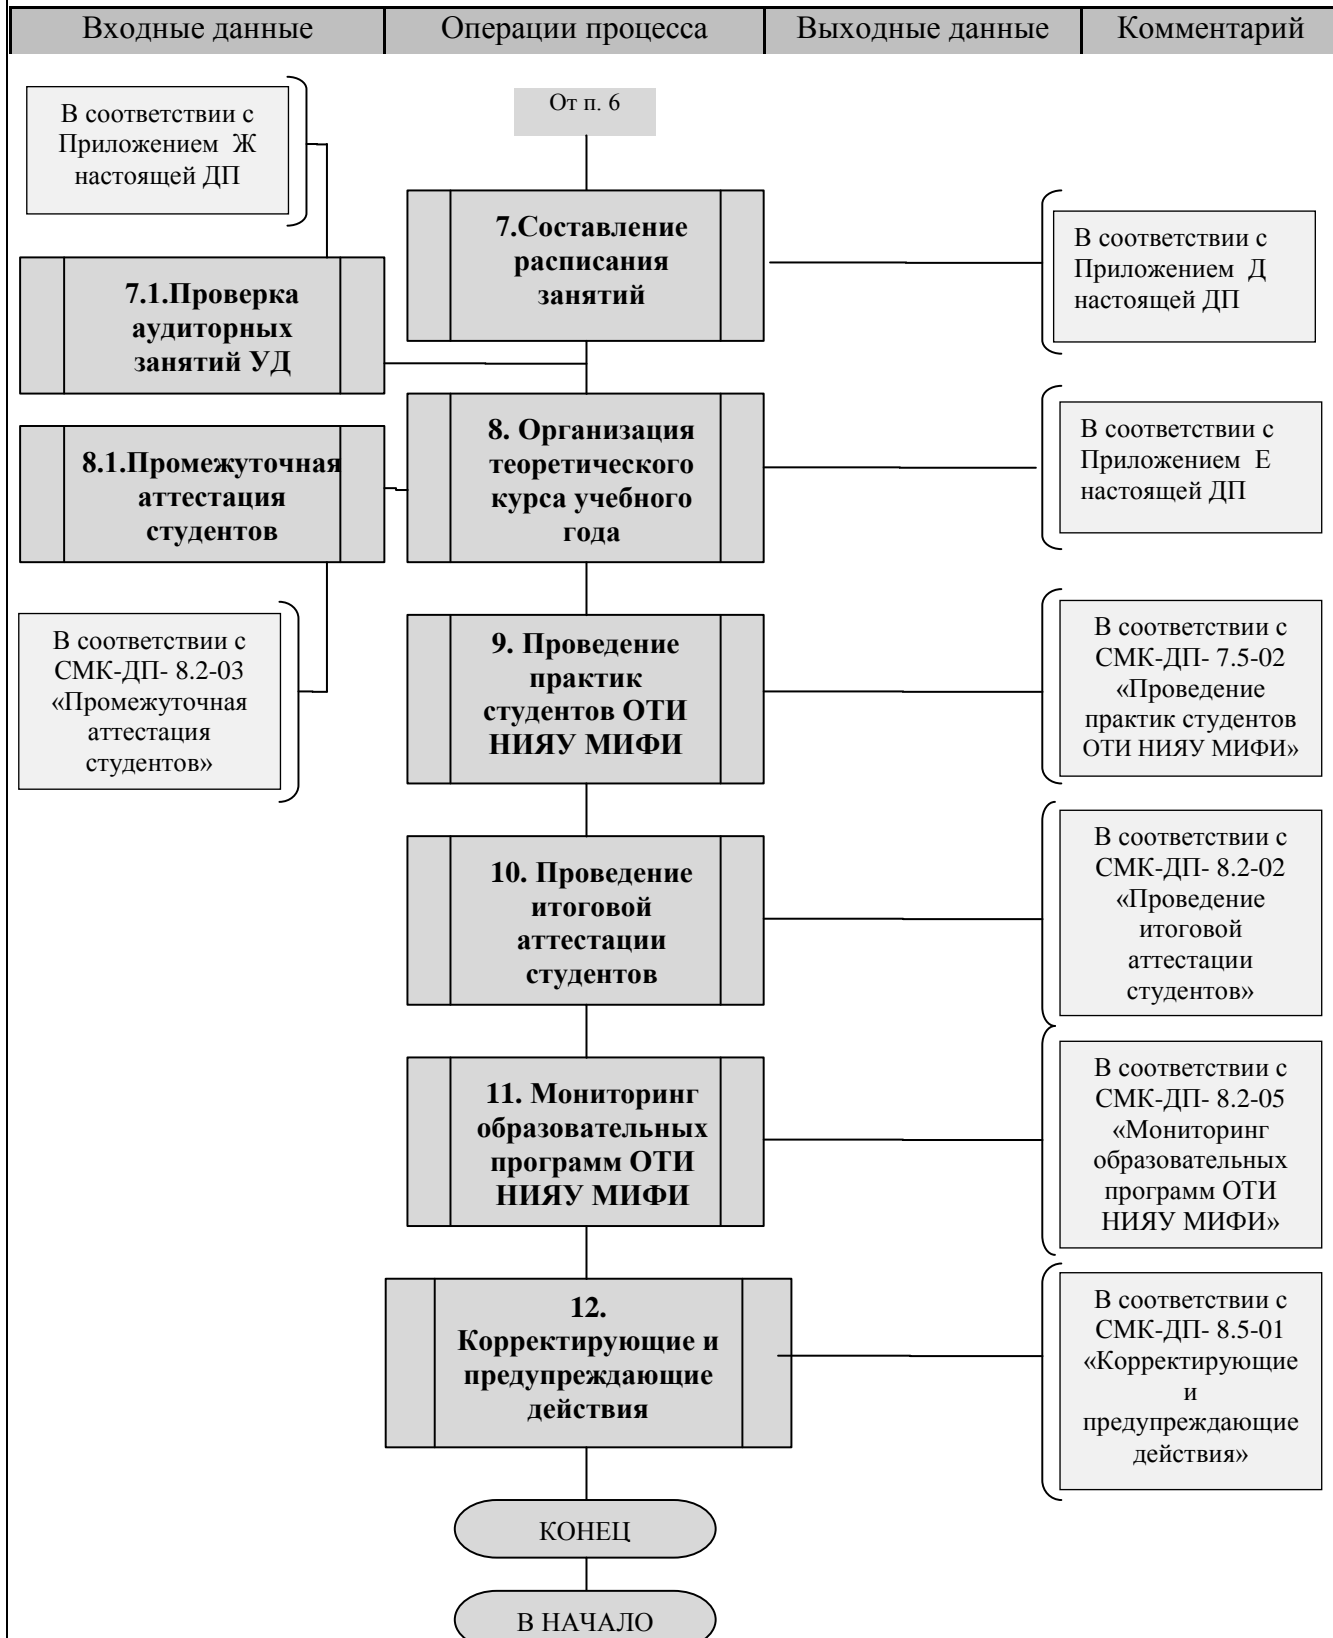 Входные данные
Операции процесса
Выходные данные
Комментарий
В соответствии с
Приложением Ж
настоящей ДП
От п. 6
7.Составление
расписания
занятий
В соответствии с
Приложением Д
настоящей ДП
7.1.Проверка
аудиторных
занятий УД
8. Организация
теоретического
курса учебного
года
В соответствии с
Приложением Е
настоящей ДП
8.1.Промежуточная
аттестация
студентов
В соответствии с
СМК-ДП- 8.2-03
«Промежуточная
аттестация
студентов»
9. Проведение
практик
студентов ОТИ
НИЯУ МИФИ
В соответствии с
СМК-ДП- 7.5-02
«Проведение
практик студентов
ОТИ НИЯУ МИФИ»
10. Проведение
итоговой
аттестации
студентов
В соответствии с
СМК-ДП- 8.2-02
«Проведение
итоговой
аттестации
студентов»
11. Мониторинг
образовательных
программ ОТИ
НИЯУ МИФИ
В соответствии с
СМК-ДП- 8.2-05
«Мониторинг
образовательных
программ ОТИ
НИЯУ МИФИ»
12.
Корректирующие и
предупреждающие
действия
В соответствии с
СМК-ДП- 8.5-01
«Корректирующие
и
предупреждающие
действия»
КОНЕЦ
В НАЧАЛО